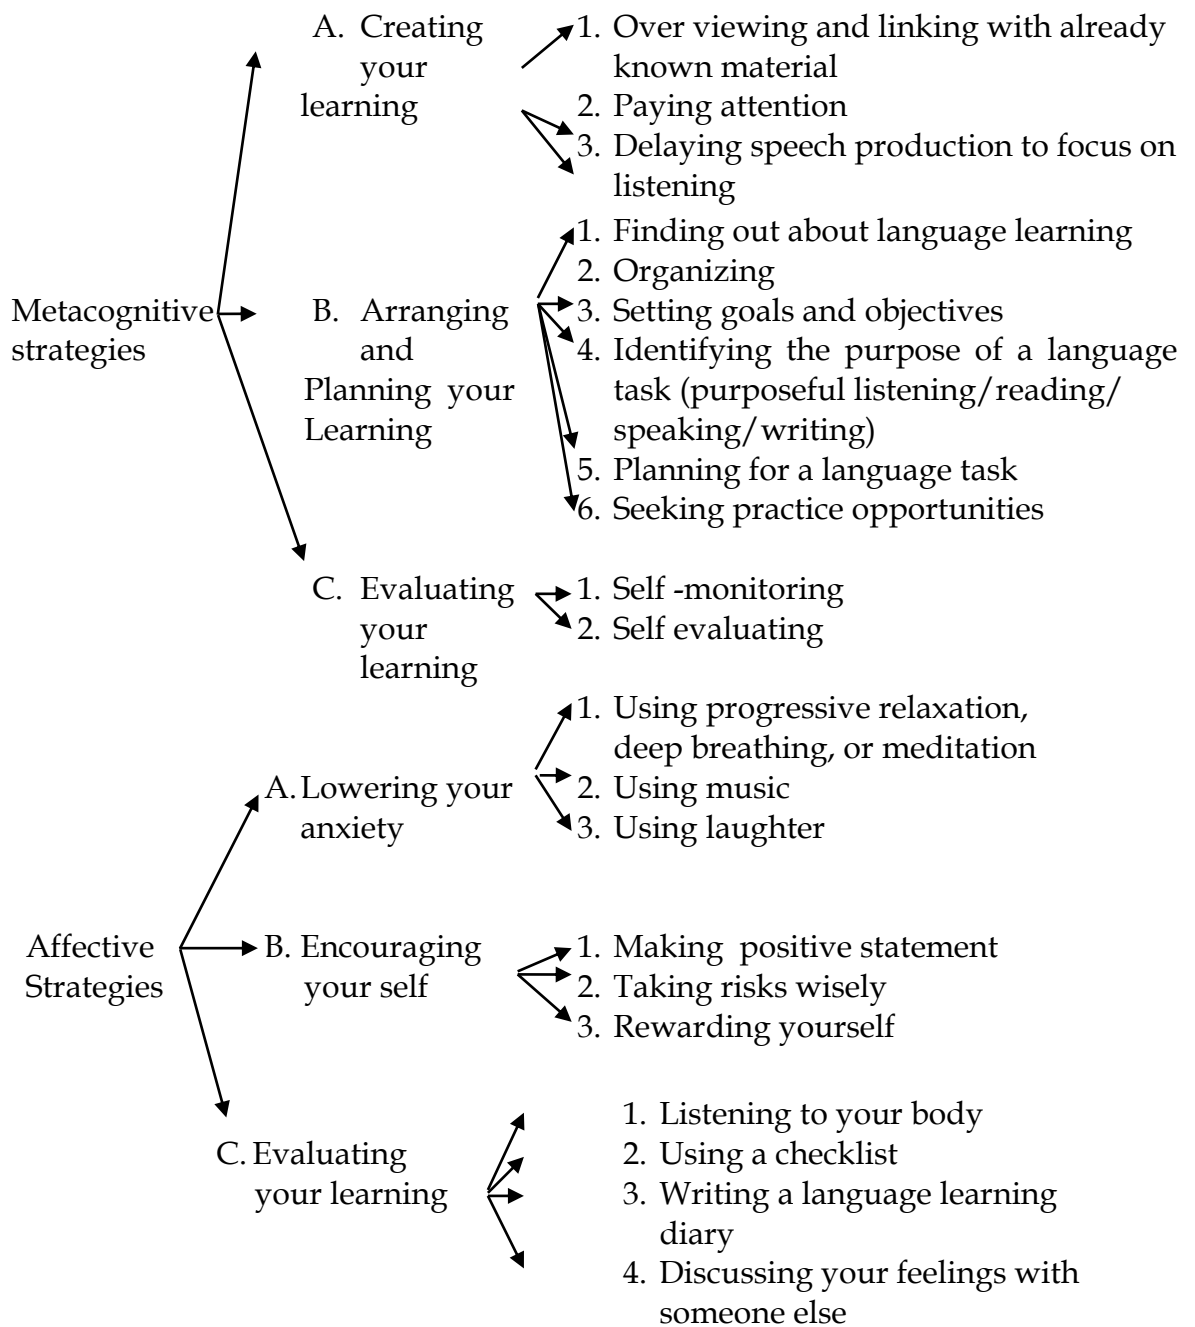 A. Creating
your
learning
1. Over viewing and linking with already
known material
2. Paying attention
3. Delaying speech production to focus on
listening
Metacognitive
strategies
B. Arranging
and
Planning your
Learning
1. Finding out about language learning
2. Organizing
3. Setting goals and objectives
4. Identifying the purpose of a language
task (purposeful listening/reading/
speaking/writing)
5. Planning for a language task
6. Seeking practice opportunities
C. Evaluating
your
learning
1. Self -monitoring
2. Self evaluating
A. Lowering your
anxiety
1. Using progressive relaxation,
deep breathing, or meditation
2. Using music
3. Using laughter
Affective
Strategies
B. Encouraging
your self
1. Making positive statement
2. Taking risks wisely
3. Rewarding yourself
C. Evaluating
your learning
1. Listening to your body
2. Using a checklist
3. Writing a language learning
diary
4. Discussing your feelings with
someone else